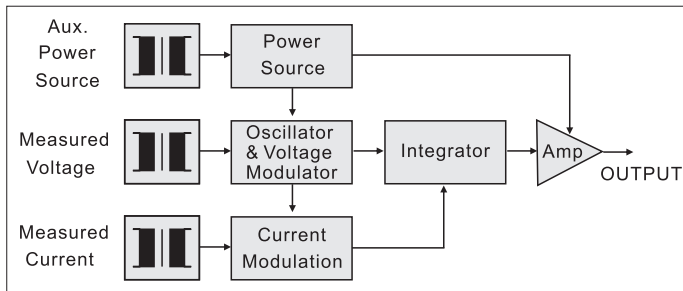 Aux.
Power
Source
Power
Source
Measured
Voltage
Oscillator
& Voltage
Modulator
Integrator
Amp
OUTPUT
Measured
Current
Current
Modulation